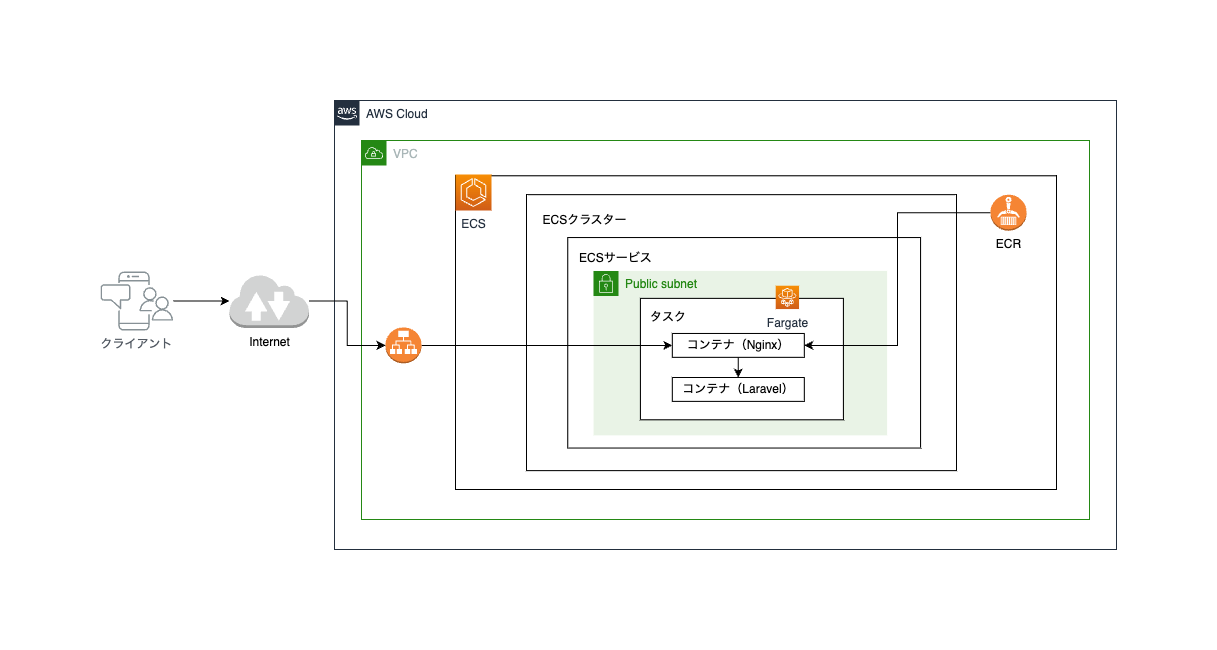 aws
AWS Cloud
VPC
ECS
ECSクラスター
ECR
ECSサービス
Public subnet
タスク
Fargate
コンテナ（Nginx）
コンテナ（Laravel）
クライアント
Internet